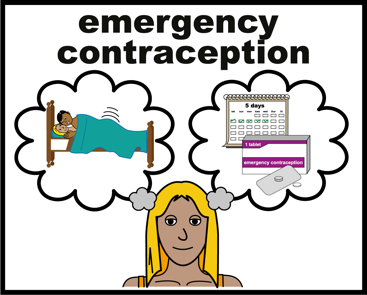 emergency
contraception
5 days
1 tablet
emergency contraception